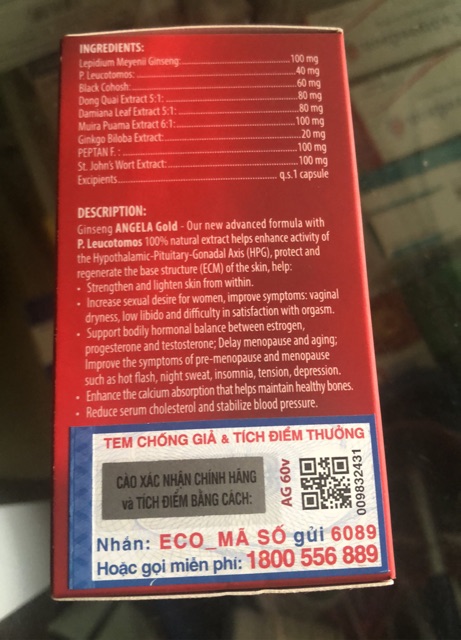 INGREDIENTS:
Lepidium Meyenii Ginseng:....................................100 mg
P. Leucotomos:....................................40 mg
Black Cohosh:....................................60 mg
Dong Quai Extract 5:1:....................................80 mg
Damiana Leaf Extract 5:1:....................................80 mg
Muira Puama Extract 6:1:....................................100 mg
Ginkgo Biloba Extract:....................................20 mg
PEPTAN F. :....................................100 mg
St. John's Wort Extract:....................................100 mg
Excipients.................................... q.s.1 capsule
DESCRIPTION:
Ginseng ANGELA Gold - Our new advanced formula with
P. Leucotomos 100% natural extract helps enhance activity of
the Hypothalamic-Pituitary-Gonadal Axis (HPG), protect and
regenerate the base structure (ECM) of the skin, help:
• Strengthen and lighten skin from within.
• Increase sexual desire for women, improve symptoms: vaginal
dryness, low libido and difficulty in satisfaction with orgasm.
• Support bodily hormonal balance between estrogen,
progesterone and testosterone; Delay menopause and aging;
Improve the symptoms of pre-menopause and menopause
such as hot flash, night sweat, insomnia, tension, depression.
• Enhance the calcium absorption that helps maintain healthy bones.
• Reduce serum cholesterol and stabilize blood pressure.
TEM CHỐNG GIẢ & TÍCH ĐIỂM THƯỞNG
CÀO XÁC NHẬN CHÍNH HÃNG
và TÍCH ĐIỂM BẰNG CÁCH:
AG 60v
009832431
Nhắn: ECO_MÃ SỐ gửi 6089
Hoặc gọi miễn phí: 1800 556 889